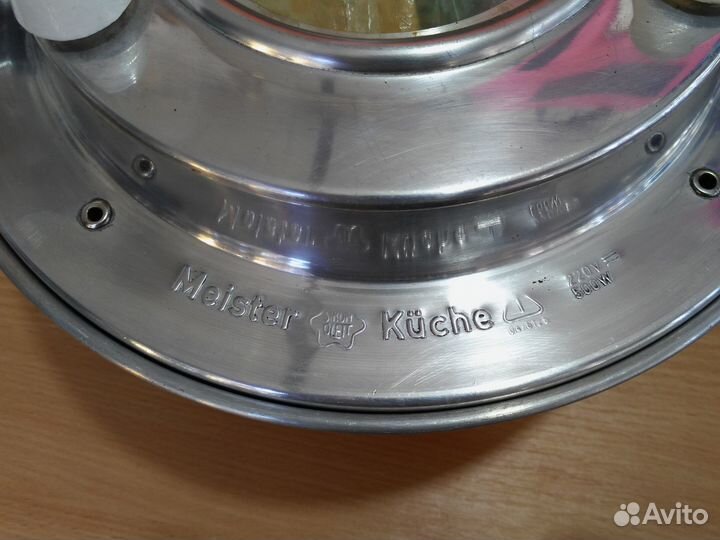 Meister Küche
220V
500W
Avito